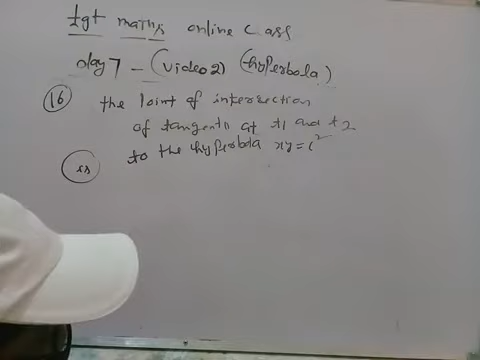 tgt maths online class
day 7 - (video 2) (hyperbola)
(16) the point of intersection
of tangents at t1 and t2
to the hyperbola xy = c²
is